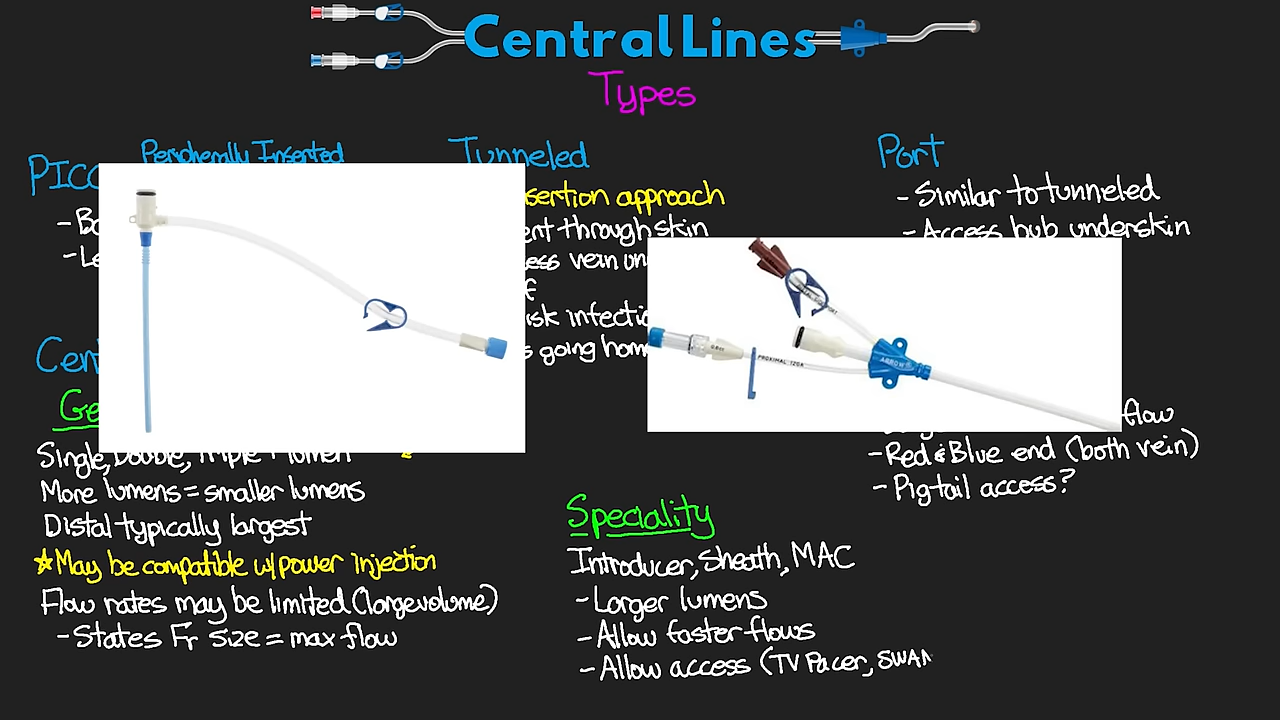 Central Lines
Types
PICC
Peripherally Inserted
Tunneled
sertion approach
ent through skin
ess vein un
f
isk infectio
s going hom
Port
- Similar to tunneled
- Access hub under skin
Cent
Ge
Single, Double, Triple + lumen
More lumens = smaller lumens
Distal typically largest
☆May be compatible w/ power injection
Flow rates may be limited (large volume)
- States Fr size = max flow
PROXIMAL 12GA
ARROW
flow
- Red & Blue end (both vein)
- Pigtail access?
Speciality
Introducer, Sheath, MAC
- Larger lumens
- Allow faster flows
- Allow access (TV Pacer, SWAN